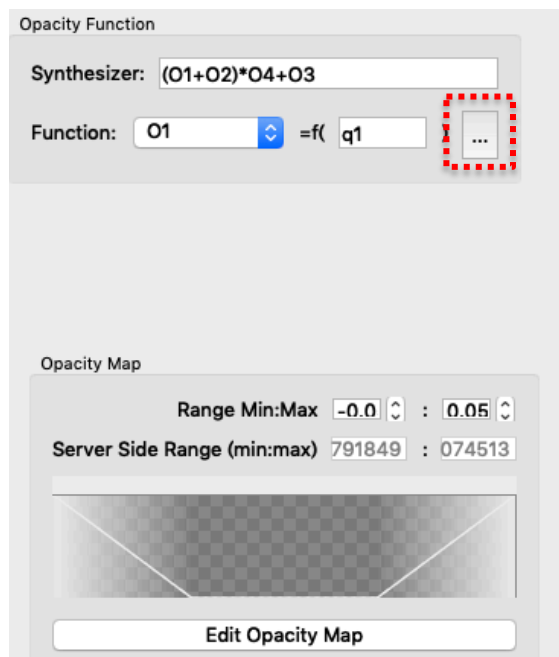 Opacity Function
Synthesizer: (O1+O2)*O4+O3
Function: O1 =f( q1 ) ...
Opacity Map
Range Min:Max -0.0 : 0.05
Server Side Range (min:max) 791849 : 074513
Edit Opacity Map